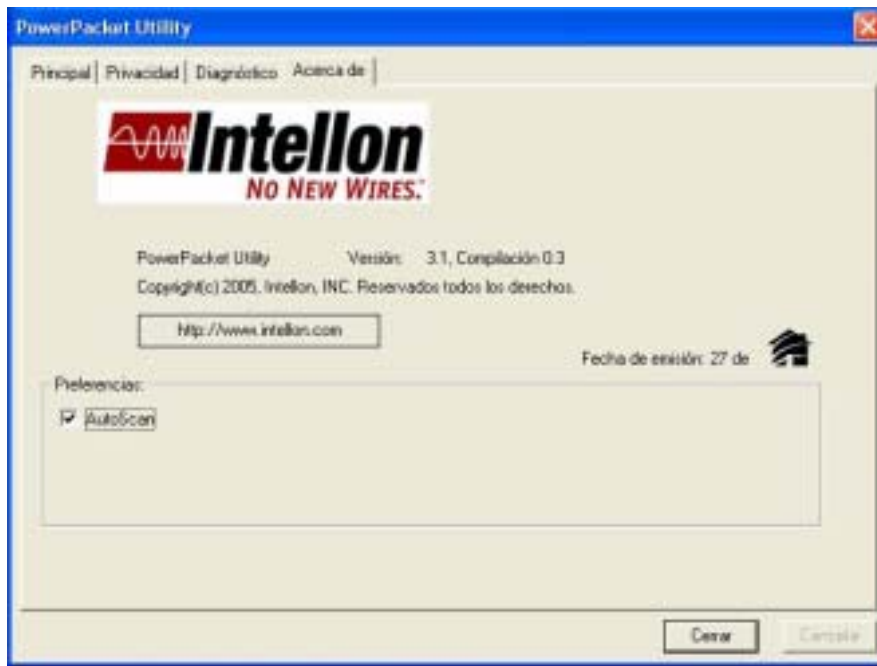 PowerPacket Utility
Principal Privacidad Diagnóstico Acerca de
Intellon
NO NEW WIRES.™
PowerPacket Utility Versión: 3.1, Compilación 0.3
Copyright(c) 2005, Intellon, INC. Reservados todos los derechos.
http://www.intellon.com
Fecha de emisión: 27 de
Preferencias:
AutoScan
Cerrar Cancelar